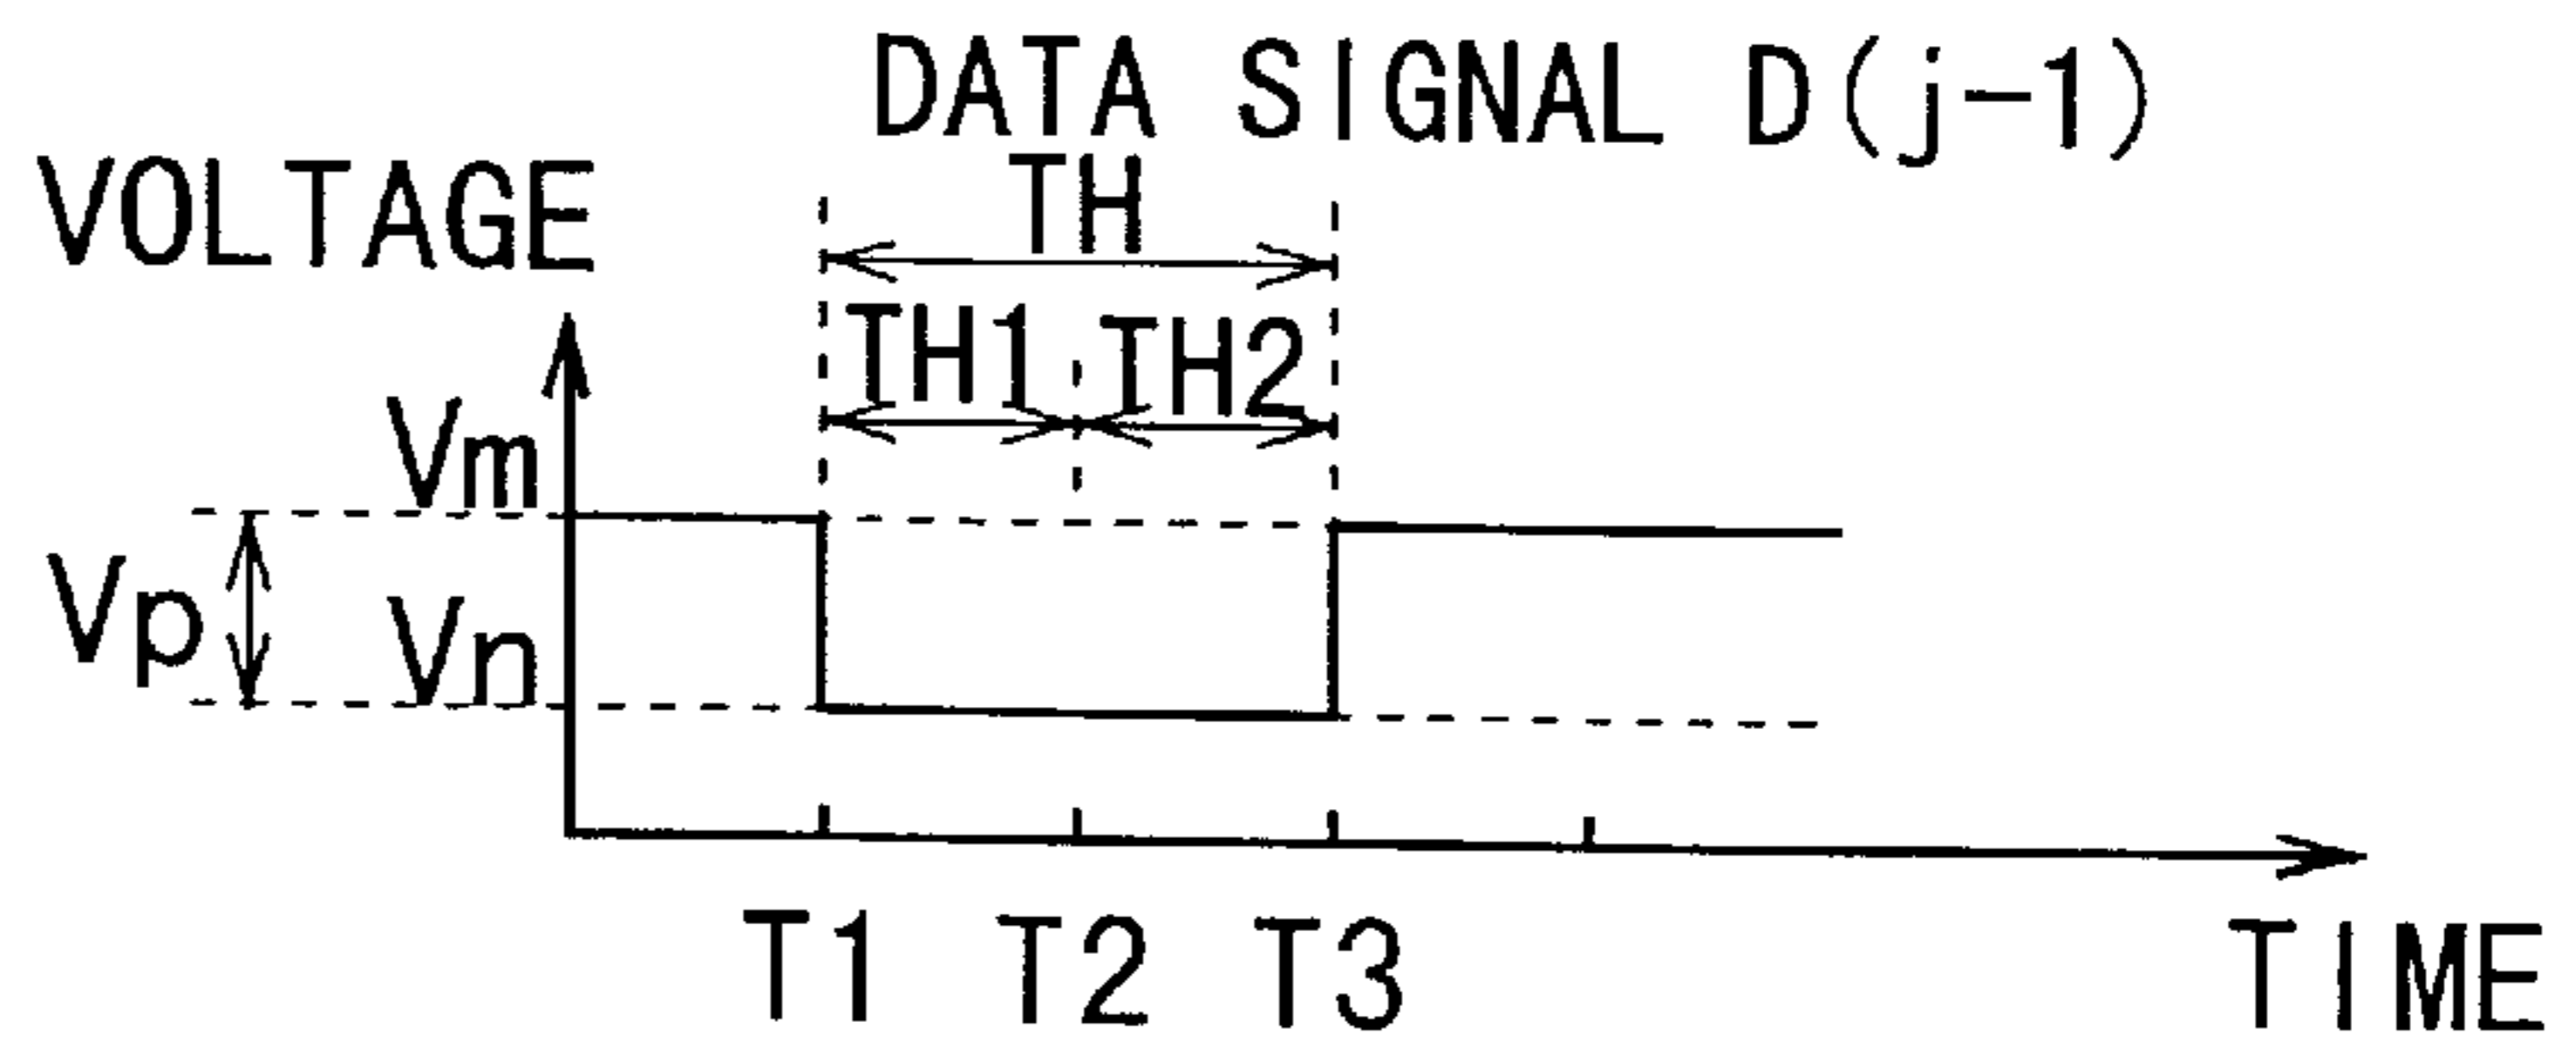 DATA SIGNAL D(j-1)
VOLTAGE
TH
TH1 TH2
Vm
Vp
Vn
T1 T2 T3
TIME